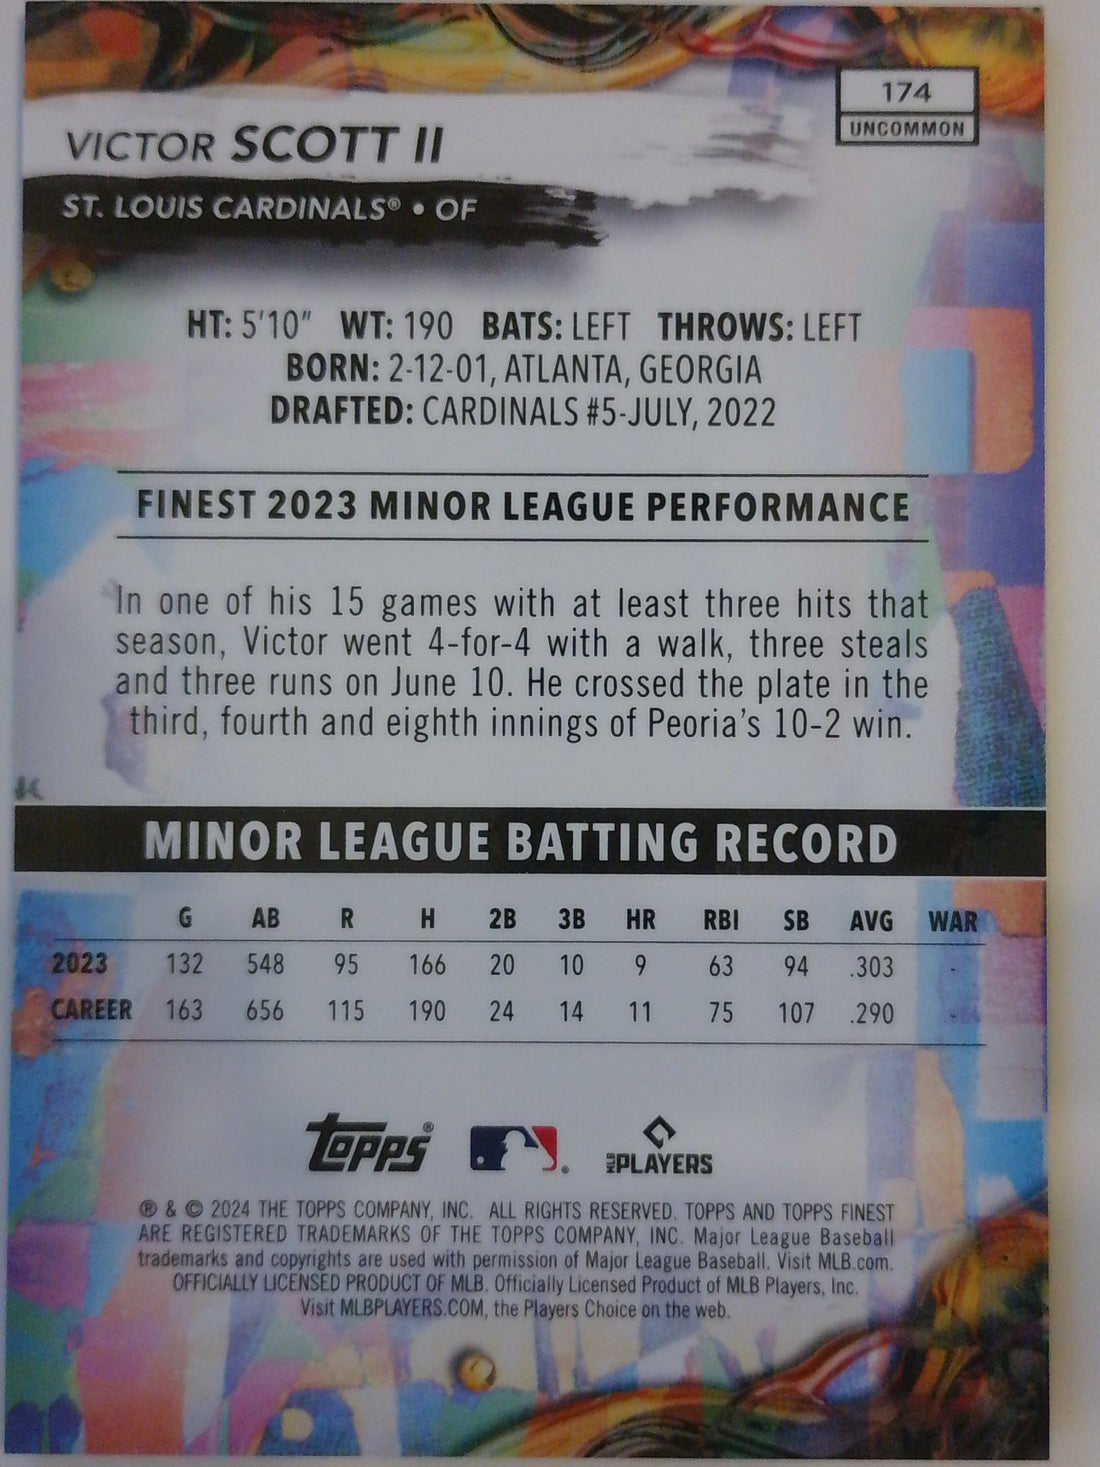 174
UNCOMMON
VICTOR SCOTT II
ST. LOUIS CARDINALS® • OF
HT: 5'10" WT: 190 BATS: LEFT THROWS: LEFT
BORN: 2-12-01, ATLANTA, GEORGIA
DRAFTED: CARDINALS #5-JULY, 2022
FINEST 2023 MINOR LEAGUE PERFORMANCE
In one of his 15 games with at least three hits that
season, Victor went 4-for-4 with a walk, three steals
and three runs on June 10. He crossed the plate in the
third, fourth and eighth innings of Peoria's 10-2 win.
MINOR LEAGUE BATTING RECORD
G AB R H 2B 3B HR RBI SB AVG WAR
2023 132 548 95 166 20 10 9 63 94 .303 -
CAREER 163 656 115 190 24 14 11 75 107 .290 -
Topps® ® MLB PLAYERS
® & © 2024 THE TOPPS COMPANY, INC. ALL RIGHTS RESERVED. TOPPS AND TOPPS FINEST
ARE REGISTERED TRADEMARKS OF THE TOPPS COMPANY, INC. Major League Baseball
trademarks and copyrights are used with permission of Major League Baseball. Visit MLB.com.
OFFICIALLY LICENSED PRODUCT OF MLB. Officially Licensed Product of MLB Players, Inc.
Visit MLBPLAYERS.COM, the Players Choice on the web.